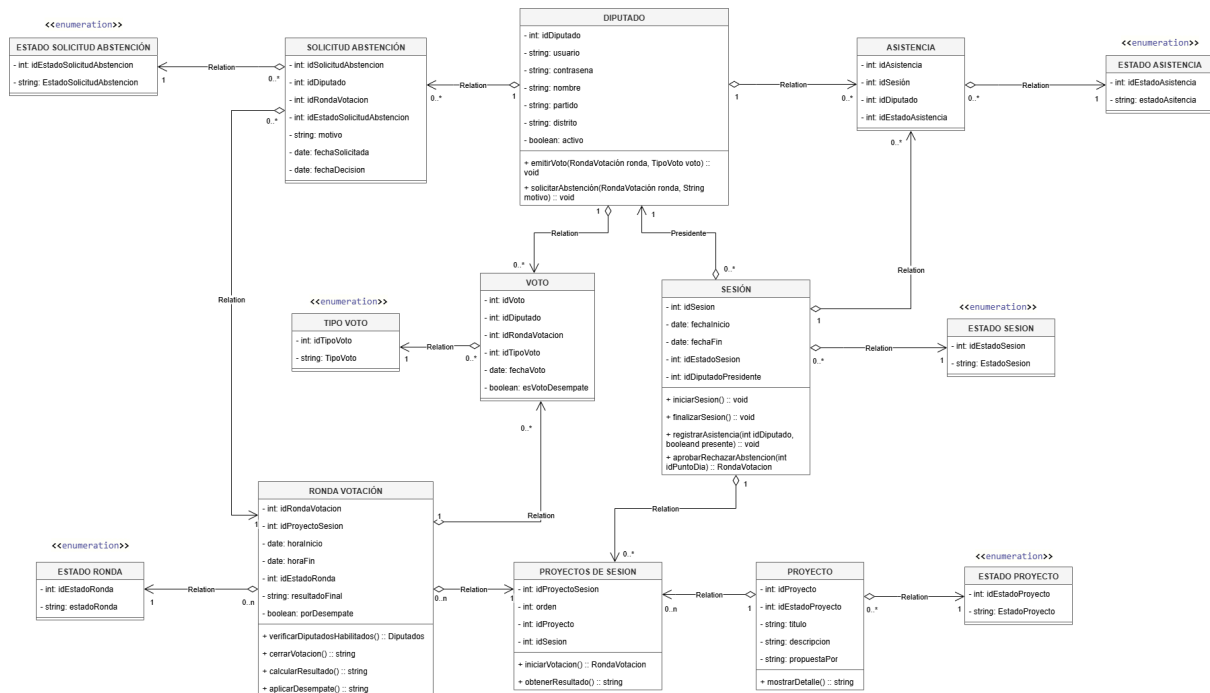 <<enumeration>>
ESTADO SOLICITUD ABSTENCIÓN
- int: idEstadoSolicitudAbstencion
- string: EstadoSolicitudAbstencion
1
Relation
0..*
SOLICITUD ABSTENCIÓN
- int: idSolicitudAbstencion
- int: idDiputado
- int: idRondaVotacion
- int: idEstadoSolicitudAbstencion
- string: motivo
- date: fechaSolicitada
- date: fechaDecision
0..*
Relation
1
0..*
Relation
1
DIPUTADO
- int: idDiputado
- string: usuario
- string: contrasena
- string: nombre
- string: partido
- string: distrito
- boolean: activo
+ emitirVoto(RondaVotación ronda, TipoVoto voto) ::
void
+ solicitarAbstención(RondaVotación ronda, String
motivo) :: void
1
Relation
0..*
ASISTENCIA
- int: idAsistencia
- int: idSesión
- int: idDiputado
- int: idEstadoAsistencia
0..*
Relation
1
<<enumeration>>
ESTADO ASISTENCIA
- int: idEstadoAsistencia
- string: estadoAsitencia
0..*
Relation
1
1
Relation
0..*
1
Presidente
0..*
VOTO
- int: idVoto
- int: idDiputado
- int: idRondaVotacion
- int: idTipoVoto
- date: fechaVoto
- boolean: esVotoDesempate
<<enumeration>>
TIPO VOTO
- int: idTipoVoto
- string: TipoVoto
1
Relation
0..*
SESIÓN
- int: idSesion
- date: fechaInicio
- date: fechaFin
- int: idEstadoSesion
- int: idDiputadoPresidente
+ iniciarSesion() :: void
+ finalizarSesion() :: void
+ registrarAsistencia(int idDiputado,
booleand presente) :: void
+ aprobarRechazarAbstencion(int
idPuntoDia) :: RondaVotacion
0..*
Relation
1
<<enumeration>>
ESTADO SESION
- int: idEstadoSesion
- string: EstadoSesion
1
Relation
0..*
0..*
Relation
1
RONDA VOTACIÓN
- int: idRondaVotacion
- int: idProyectoSesion
- date: horaInicio
- date: horaFin
- int: idEstadoRonda
- string: resultadoFinal
- boolean: porDesempate
+ verificarDiputadosHabilitados() :: Diputados
+ cerrarVotacion() :: string
+ calcularResultado() :: string
+ aplicarDesempate() :: string
<<enumeration>>
ESTADO RONDA
- int: idEstadoRonda
- string: estadoRonda
1
Relation
0..n
0..n
Relation
1
PROYECTOS DE SESION
- int: idProyectoSesion
- int: orden
- int: idProyecto
- int: idSesion
+ iniciarVotacion() :: RondaVotacion
+ obtenerResultado() :: string
0..n
Relation
1
PROYECTO
- int: idProyecto
- int: idEstadoProyecto
- string: titulo
- string: descripcion
- string: propuestaPor
+ mostrarDetalle() :: string
0..*
Relation
1
<<enumeration>>
ESTADO PROYECTO
- int: idEstadoProyecto
- string: EstadoProyecto